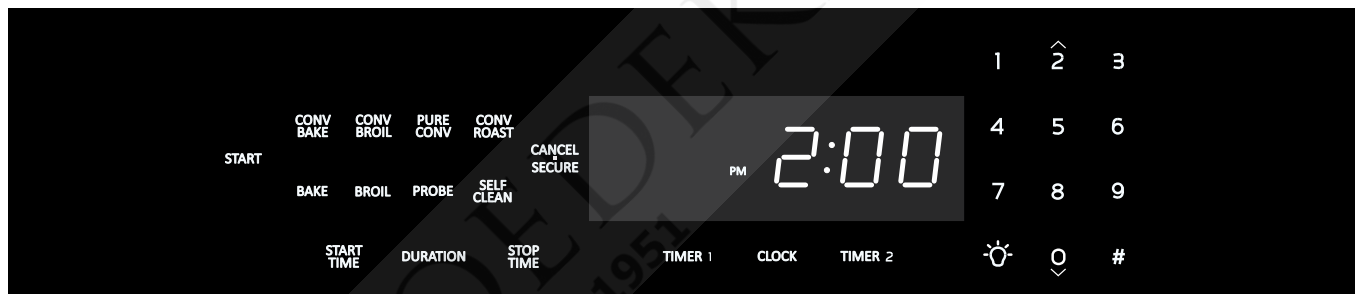 1 2 3
CONV BAKE
CONV BROIL
PURE CONV
CONV ROAST
4 5 6
START
CANCEL
SECURE
PM 2:00
BAKE
BROIL
PROBE
SELF CLEAN
7 8 9
START TIME
DURATION
STOP TIME
TIMER 1
CLOCK
TIMER 2
0 #
1951